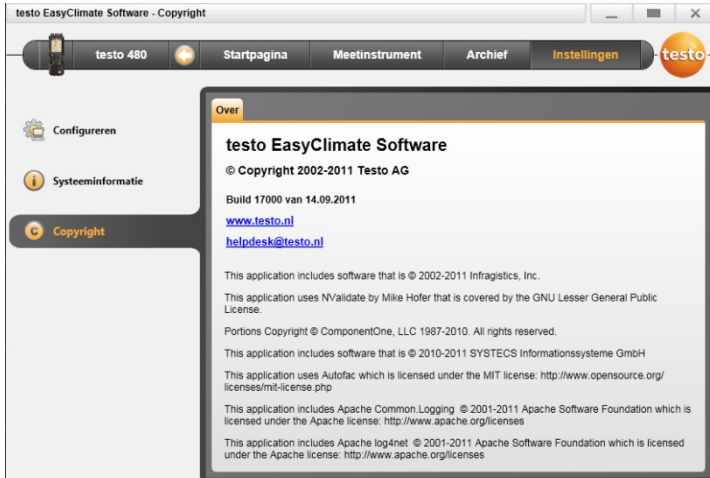 testo EasyClimate Software - Copyright
testo 480
Startpagina
Meetinstrument
Archief
Instellingen
testo
Configureren
Systeeminformatie
Copyright
Over
testo EasyClimate Software
© Copyright 2002-2011 Testo AG
Build 17000 van 14.09.2011
www.testo.nl
helpdesk@testo.nl
This application includes software that is © 2002-2011 Infragistics, Inc.
This application uses NValidate by Mike Hofer that is covered by the GNU Lesser General Public
License.
Portions Copyright © ComponentOne, LLC 1987-2010. All rights reserved.
This application includes software that is © 2010-2011 SYSTECS Informationssysteme GmbH
This application uses Autofac which is licensed under the MIT license: http://www.opensource.org/
licenses/mit-license.php
This application includes Apache Common.Logging © 2001-2011 Apache Software Foundation which is
licensed under the Apache license: http://www.apache.org/licenses
This application includes Apache log4net © 2001-2011 Apache Software Foundation which is licensed
under the Apache license: http://www.apache.org/licenses